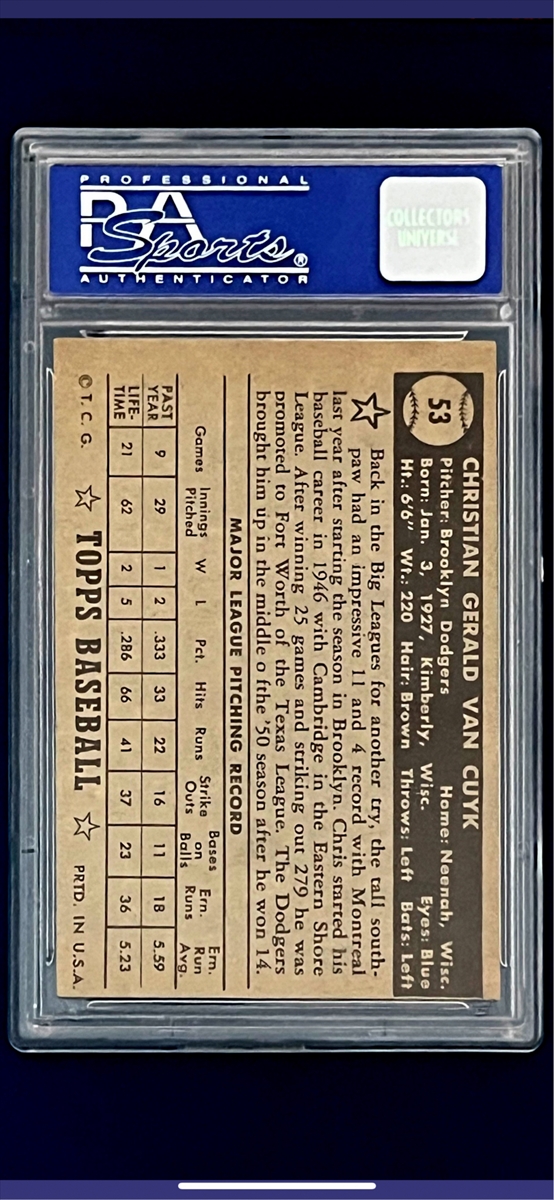 PROFESSIONAL
PSA
Sports®
AUTHENTICATOR
COLLECTORS
UNIVERSE
53
CHRISTIAN GERALD VAN CUYK
Pitcher: Brooklyn Dodgers Home: Neenah, Wisc.
Born: Jan. 3, 1927, Kimberly, Wisc. Eyes: Blue
Ht.: 6'6" Wt.: 220 Hair: Brown Throws: Left Bats: Left
Back in the Big Leagues for another try, the tall south-
paw had an impressive 11 and 4 record with Montreal
last year after starting the season in Brooklyn. Chris started his
baseball career in 1946 with Cambridge in the Eastern Shore
League. After winning 25 games and striking out 279 he was
promoted to Fort Worth of the Texas League. The Dodgers
brought him up in the middle o fthe '50 season after he won 14.
MAJOR LEAGUE PITCHING RECORD
Games Innings Pitched W L Pct. Hits Runs Strike Outs Bases on Balls Ern. Runs Ern. Run Avg.
PAST YEAR 9 29 1 2 .333 33 22 16 11 18 5.59
LIFE-TIME 21 62 2 5 .286 66 41 37 23 36 5.23
© T. C. G. ☆ TOPPS BASEBALL ☆ PRTD. IN U.S.A.